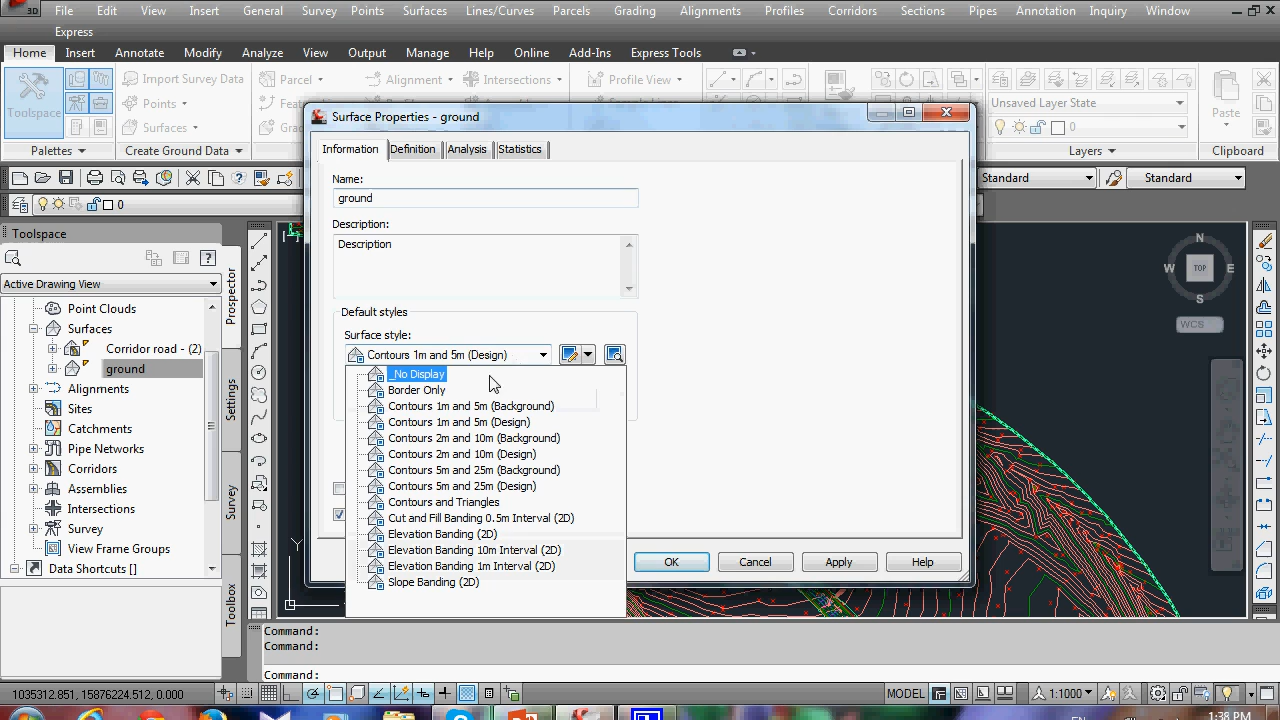 3D File Edit View Insert General Survey Points Surfaces Lines/Curves Parcels Grading Alignments Profiles Corridors Sections Pipes Annotation Inquiry Window
Express
Home Insert Annotate Modify Analyze View Output Manage Help Online Add-Ins Express Tools
Toolspace
Import Survey Data
Points
Surfaces
Parcel
Alignment
Intersections
Profile View
Unsaved Layer State
0
Paste
Palettes
Create Ground Data
Layers
Clipboard
Standard
Standard
0
Surface Properties - ground
Information Definition Analysis Statistics
Name:
ground
Description:
Description
Default styles
Surface style:
Contours 1m and 5m (Design)
_No Display
Border Only
Contours 1m and 5m (Background)
Contours 1m and 5m (Design)
Contours 2m and 10m (Background)
Contours 2m and 10m (Design)
Contours 5m and 25m (Background)
Contours 5m and 25m (Design)
Contours and Triangles
Cut and Fill Banding 0.5m Interval (2D)
Elevation Banding (2D)
Elevation Banding 10m Interval (2D)
Elevation Banding 1m Interval (2D)
Slope Banding (2D)
OK Cancel Apply Help
Toolspace
Active Drawing View
Point Clouds
Surfaces
Corridor road - (2)
ground
Alignments
Sites
Catchments
Pipe Networks
Corridors
Assemblies
Intersections
Survey
View Frame Groups
Data Shortcuts []
Prospector
Settings
Survey
Toolbox
N
W TOP E
S
WCS
Y
Command:
Command:
Command:
1035312.851, 15876224.512, 0.000
MODEL
1:1000
EN
1:38 PM